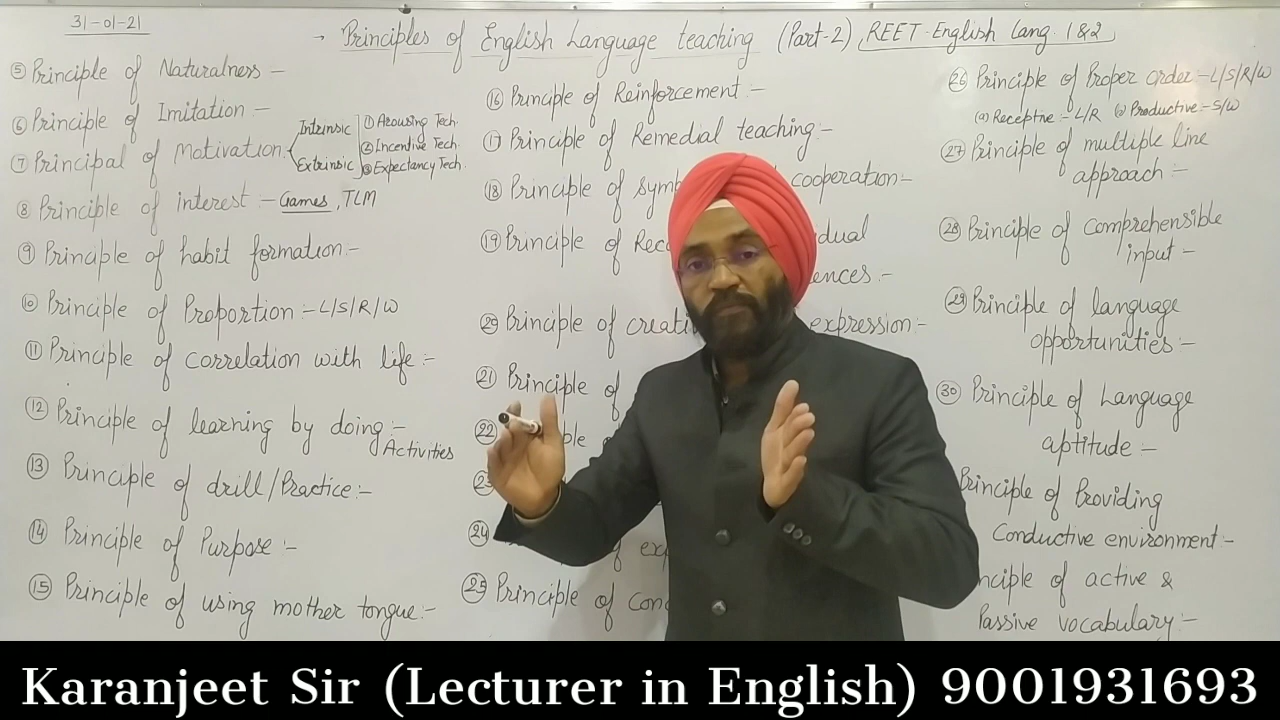 31-01-21
→ Principles of English Language teaching (Part-2), REET-English Lang. 1 & 2
⑤ Principle of Naturalness –
⑥ Principle of Imitation –
⑦ Principal of Motivation
Intrinsic
Extrinsic
① Arousing Tech.
② Incentive Tech.
③ Expectancy Tech.
⑧ Principle of interest :– Games, TLM
⑨ Principle of habit formation:–
⑩ Principle of Proportion:– L/S/R/W
⑪ Principle of correlation with life:–
⑫ Principle of learning by doing:–
Activities
⑬ Principle of drill/Practice:–
⑭ Principle of Purpose:–
⑮ Principle of using mother tongue:–
⑯ Principle of Reinforcement:–
⑰ Principle of Remedial teaching:–
⑱ Principle of cooperation:–
⑲ Principle of
⑳ Principle of expression:–
㉑ Principle of
㉒
㉓
㉔ of
㉕ Principle of
㉖ Principle of Proper order – L/S/R/W
(a) Receptive:– L/R (b) Productive – S/W
㉗ Principle of multiple line
approach:–
㉘ Principle of Comprehensible
input –
㉙ Principle of language
opportunities:–
㉚ Principle of Language
aptitude:–
Principle of Providing
Conductive environment:–
of active &
Passive vocabulary:–
Karanjeet Sir (Lecturer in English) 9001931693